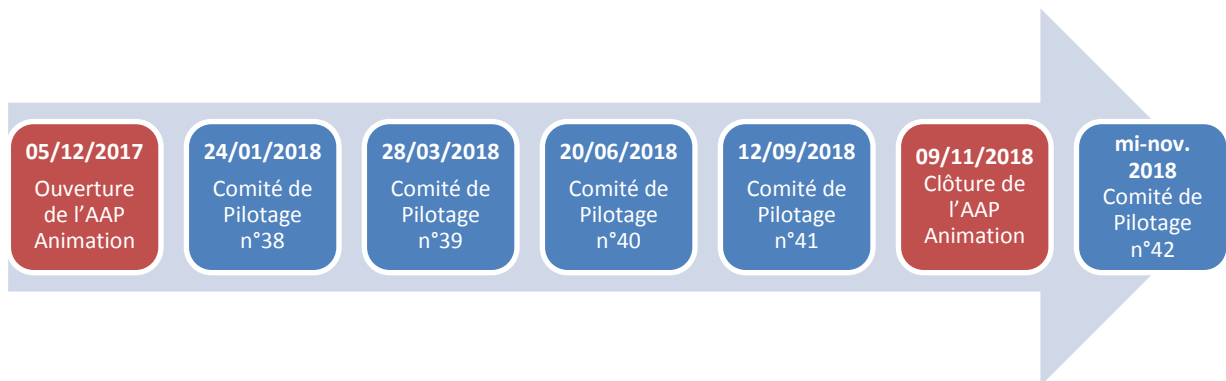 05/12/2017
Ouverture
de l’AAP
Animation
24/01/2018
Comité de
Pilotage
n°38
28/03/2018
Comité de
Pilotage
n°39
20/06/2018
Comité de
Pilotage
n°40
12/09/2018
Comité de
Pilotage
n°41
09/11/2018
Clôture de
l’AAP
Animation
mi-nov.
2018
Comité de
Pilotage
n°42